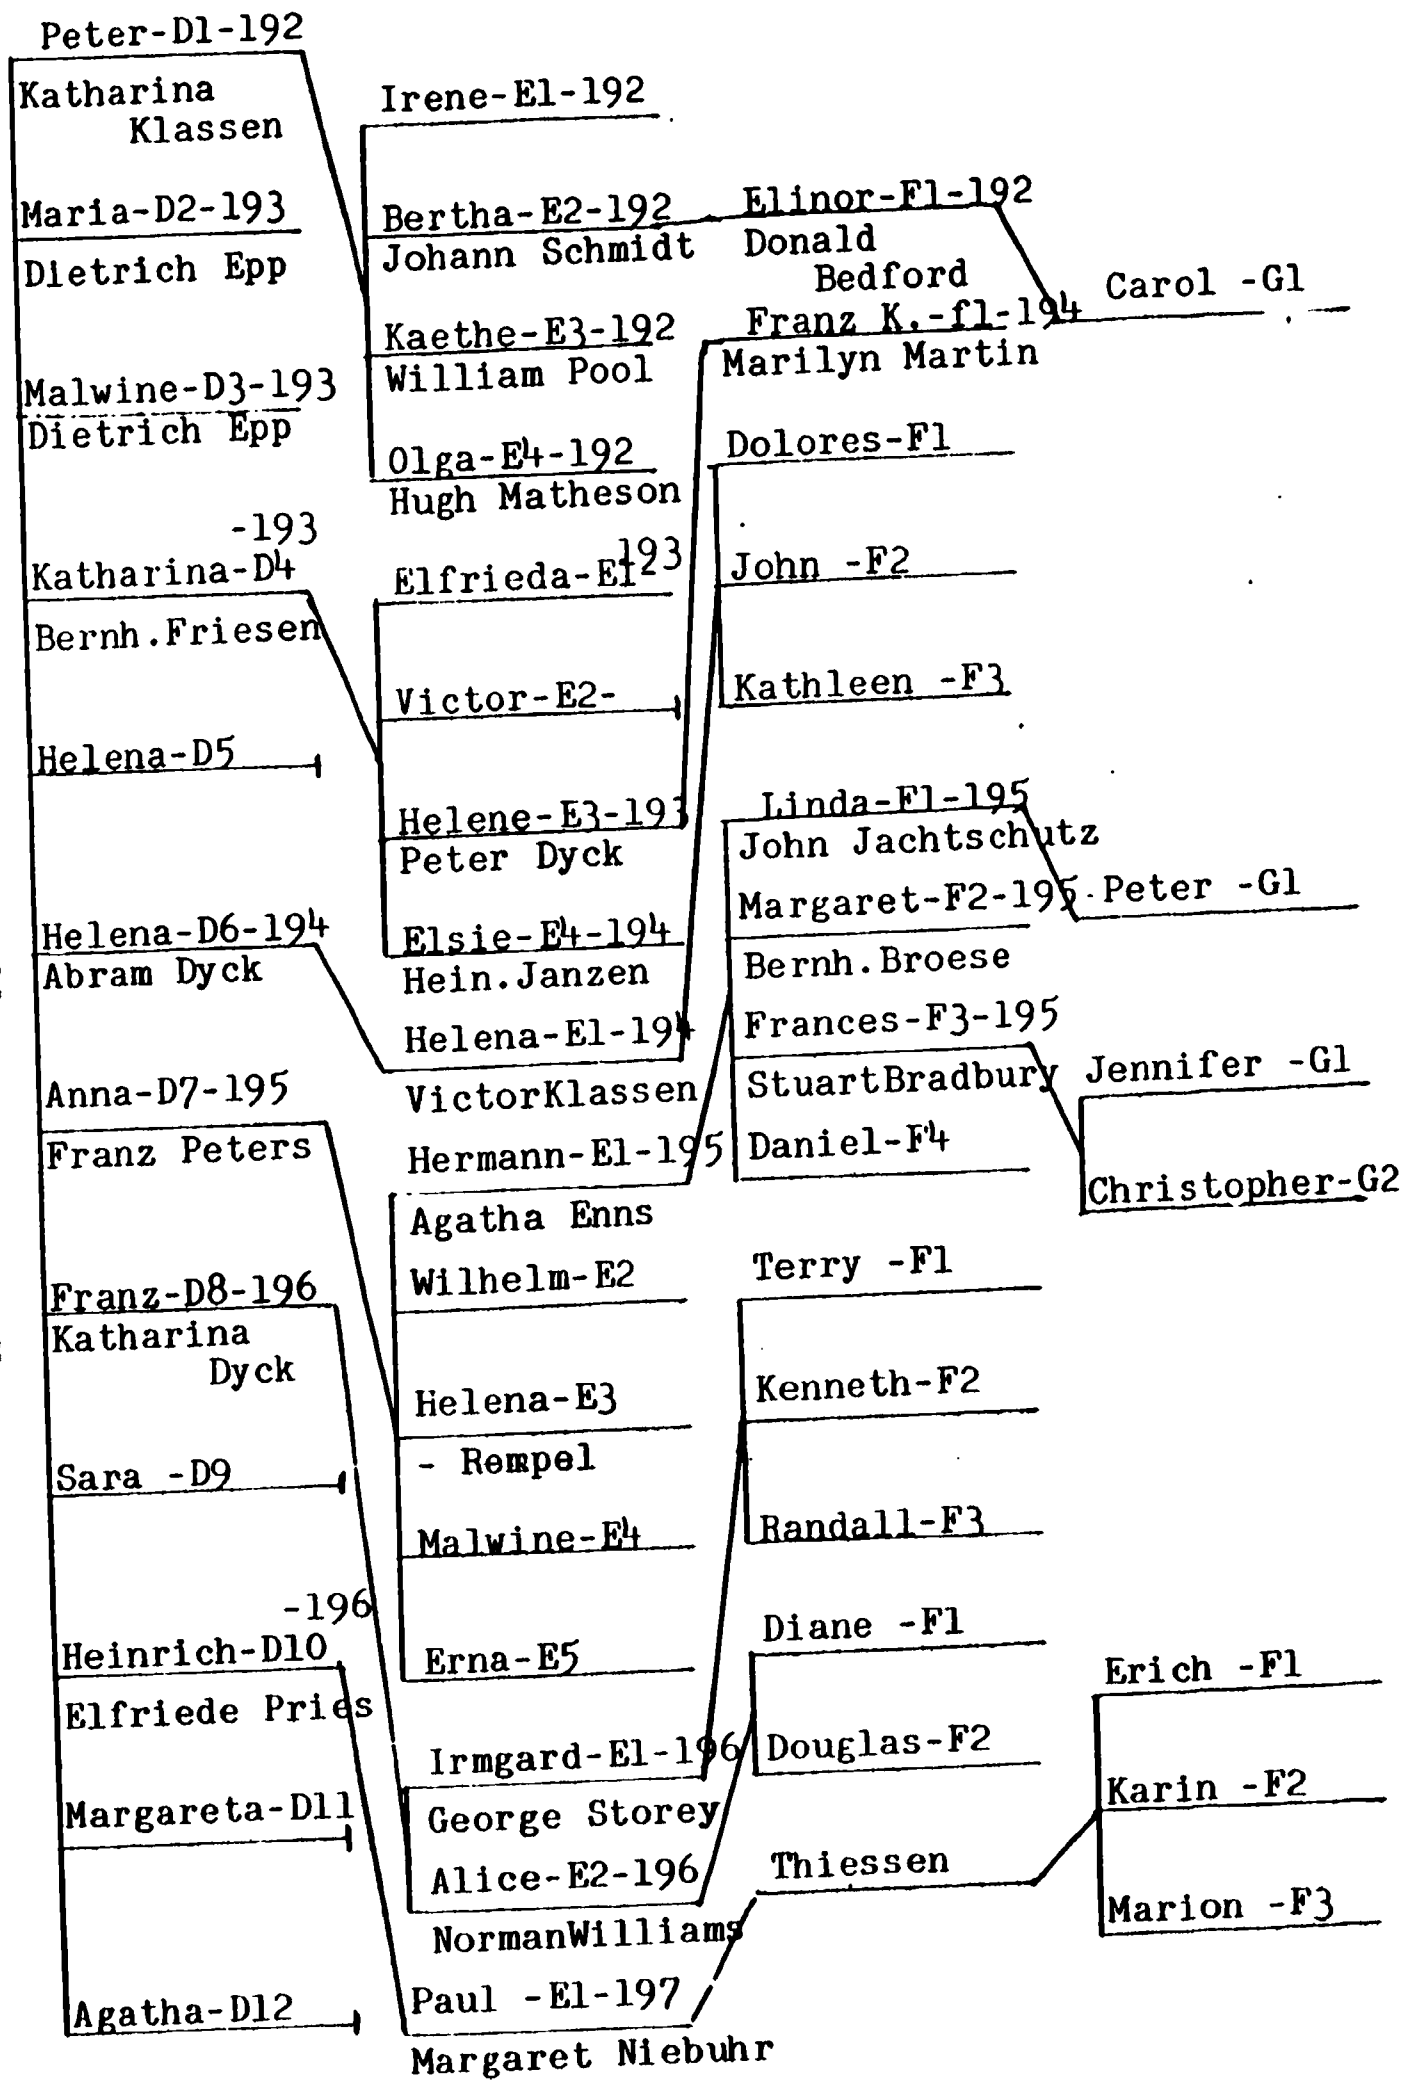 Peter-D1-192
Katharina
Klassen
Maria-D2-193
Dietrich Epp
Malwine-D3-193
Dietrich Epp
-193
Katharina-D4
Bernh.Friesen
Helena-D5
Helena-D6-194
Abram Dyck
Anna-D7-195
Franz Peters
Franz-D8-196
Katharina
Dyck
Sara -D9
-196
Heinrich-D10
Elfriede Pries
Margareta-D11
Agatha-D12
Irene-E1-192
Bertha-E2-192
Johann Schmidt
Kaethe-E3-192
William Pool
Olga-E4-192
Hugh Matheson
193
Elfrieda-E1-
Victor-E2-
Helene-E3-193
Peter Dyck
Elsie-E4-194
Hein.Janzen
Helena-E1-194
VictorKlassen
Hermann-E1-195
Agatha Enns
Wilhelm-E2
Helena-E3
- Rempel
Malwine-E4
Erna-E5
Irmgard-E1-196
George Storey
Alice-E2-196
NormanWilliams
Paul -E1-197
Margaret Niebuhr
Elinor-F1-192
Donald
Bedford
Franz K.-f1-194
Marilyn Martin
Dolores-F1
John -F2
Kathleen -F3
Linda-F1-195
John Jachtschutz
Margaret-F2-195
Bernh.Broese
Frances-F3-195
StuartBradbury
Daniel-F4
Terry -F1
Kenneth-F2
Randall-F3
Diane -F1
Douglas-F2
Thiessen
Carol -G1
Peter -G1
Jennifer -G1
Christopher-G2
Erich -F1
Karin -F2
Marion -F3